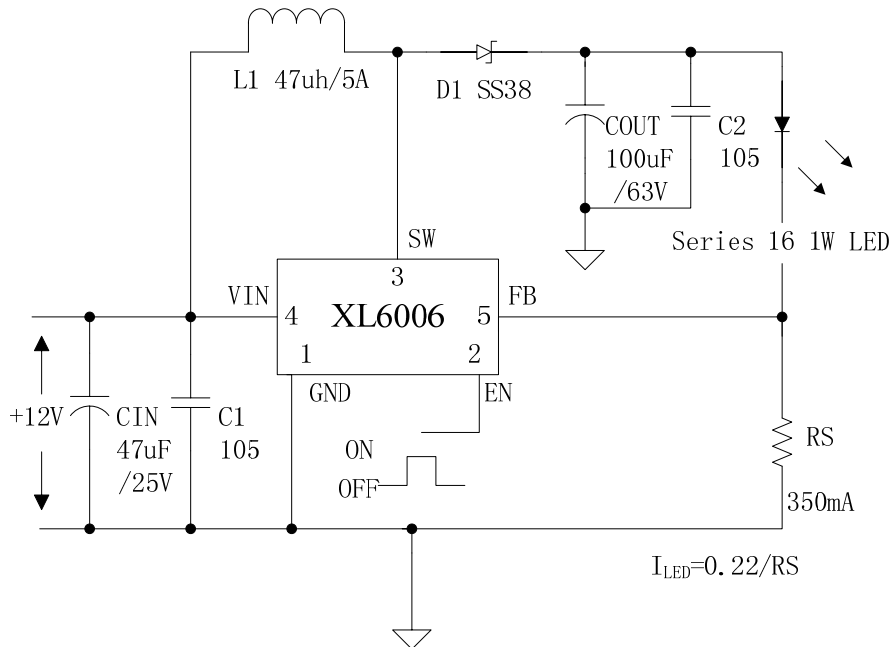 L1 47uh/5A
D1 SS38
COUT
100uF
/63V
C2
105
SW
Series 16 1W LED
3
VIN
FB
4
XL6006
5
1
2
GND
EN
+12V
CIN
47uF
/25V
C1
105
ON
OFF
RS
350mA
I_LED=0.22/RS